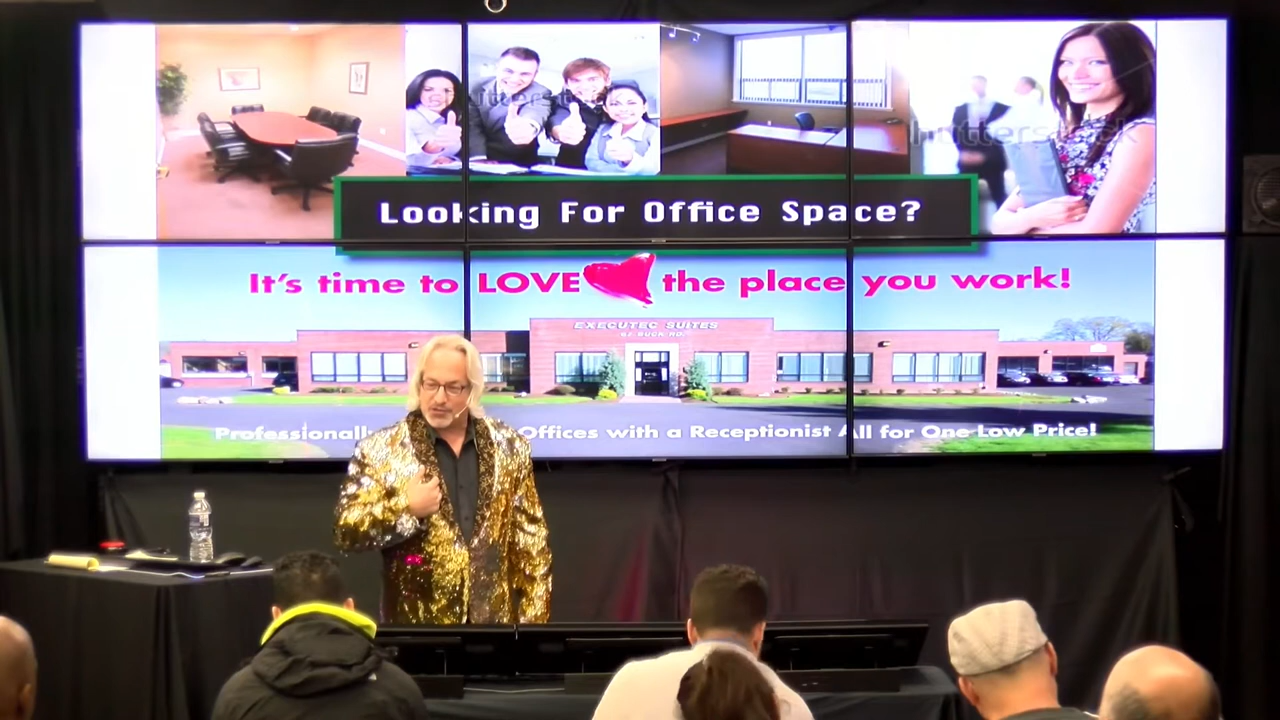 shutterstock
Looking For Office Space?
It's time to LOVE the place you work!
EXECUTEC SUITES
Offices with a Receptionist All for One Low Price!